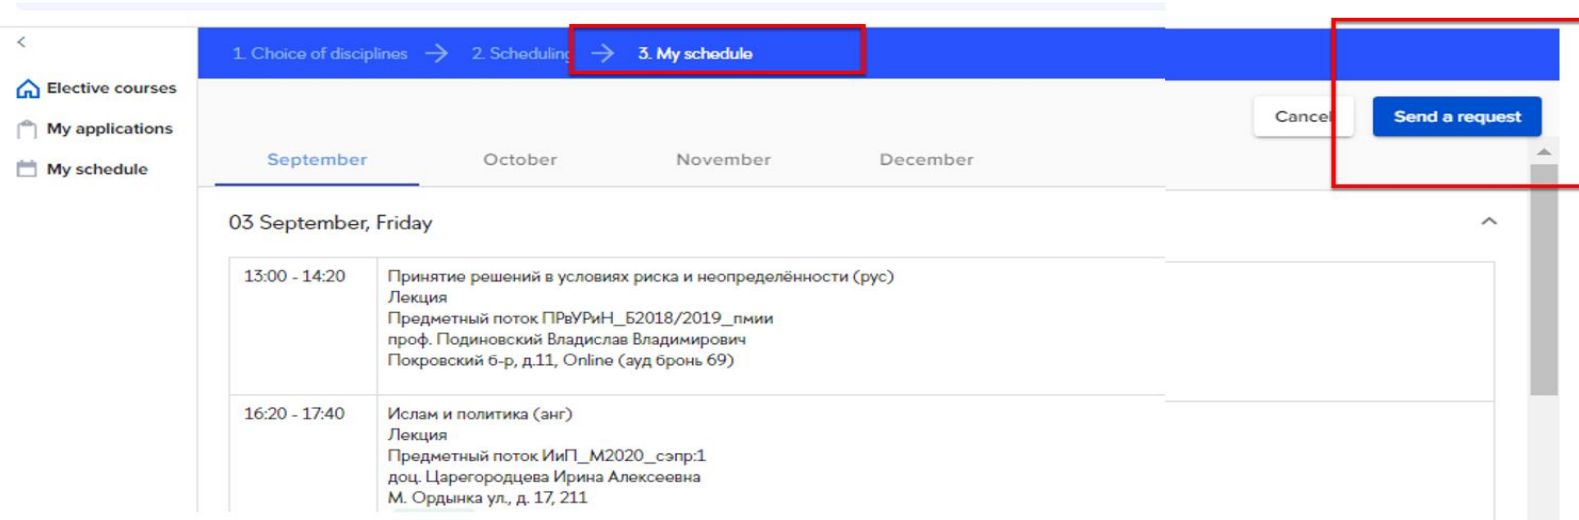 1. Choice of disciplines → 2. Scheduling → 3. My schedule
Elective courses
My applications
My schedule
Cancel
Send a request
September October November December
03 September, Friday
13:00 - 14:20
Принятие решений в условиях риска и неопределённости (рус)
Лекция
Предметный поток ПРвУРиН_Б2018/2019_пмии
проф. Подиновский Владислав Владимирович
Покровский б-р, д.11, Online (ауд бронь 69)
16:20 - 17:40
Ислам и политика (анг)
Лекция
Предметный поток ИиП_М2020_сэпр:1
доц. Царегородцева Ирина Алексеевна
М. Ордынка ул., д. 17, 211